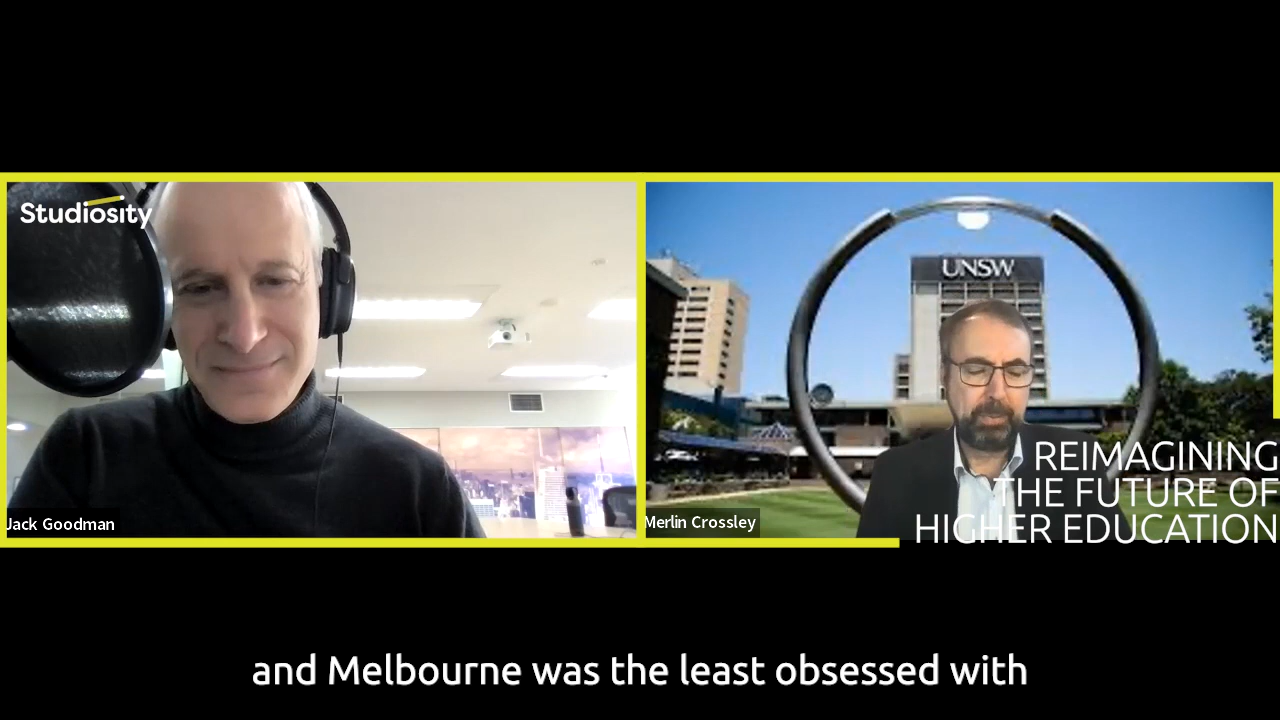 Studiosity
UNSW
Jack Goodman
Merlin Crossley
REIMAGINING
THE FUTURE OF
HIGHER EDUCATION
and Melbourne was the least obsessed with